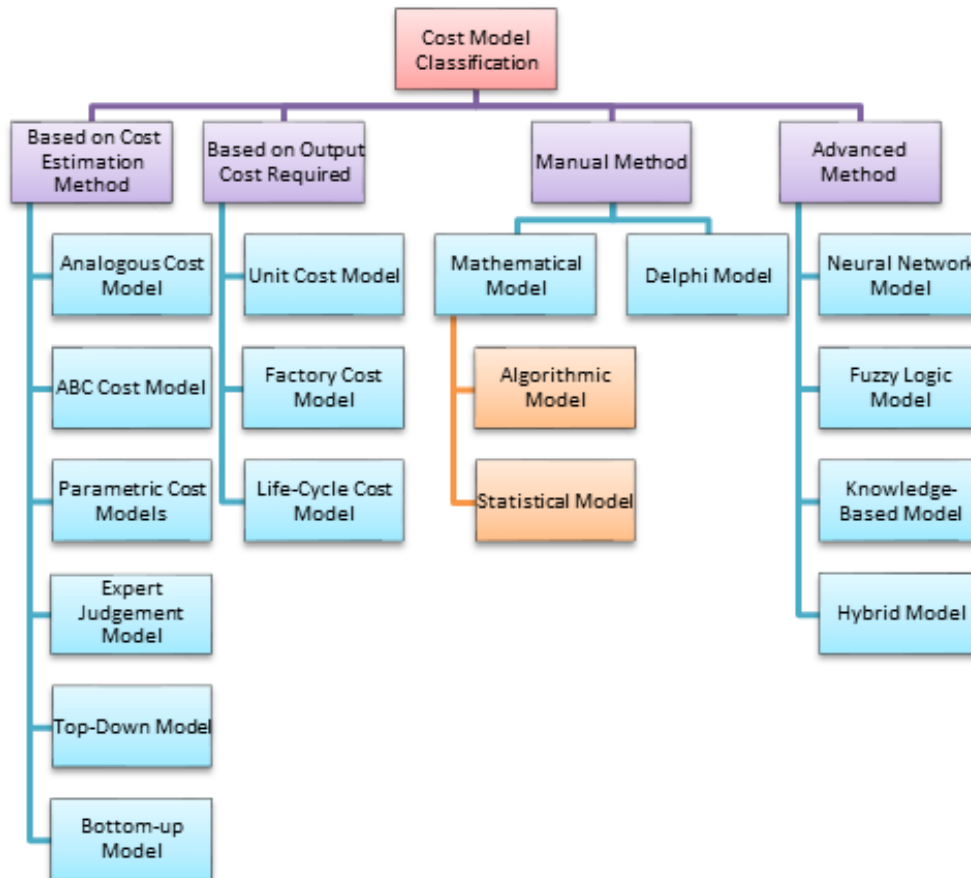 Cost Model
Classification
Based on Cost
Estimation
Method
Analogous Cost
Model
ABC Cost Model
Parametric Cost
Models
Expert
Judgement
Model
Top-Down Model
Bottom-up
Model
Based on Output
Cost Required
Unit Cost Model
Factory Cost
Model
Life-Cycle Cost
Model
Manual Method
Mathematical
Model
Algorithmic
Model
Statistical Model
Delphi Model
Advanced
Method
Neural Network
Model
Fuzzy Logic
Model
Knowledge-
Based Model
Hybrid Model